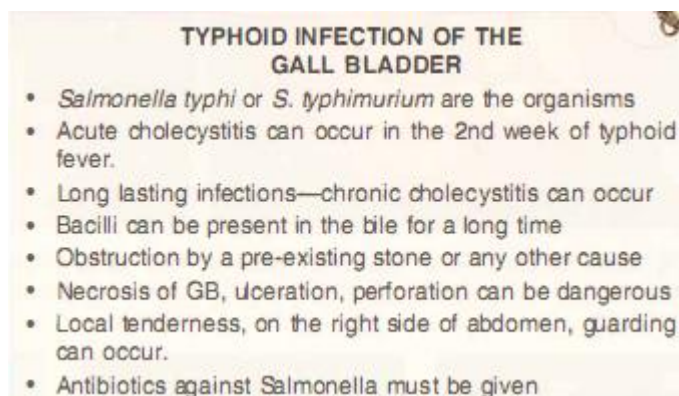 TYPHOID INFECTION OF THE
GALL BLADDER
• Salmonella typhi or S. typhimurium are the organisms
• Acute cholecystitis can occur in the 2nd week of typhoid
fever.
• Long lasting infections—chronic cholecystitis can occur
• Bacilli can be present in the bile for a long time
• Obstruction by a pre-existing stone or any other cause
• Necrosis of GB, ulceration, perforation can be dangerous
• Local tenderness, on the right side of abdomen, guarding
can occur.
• Antibiotics against Salmonella must be given